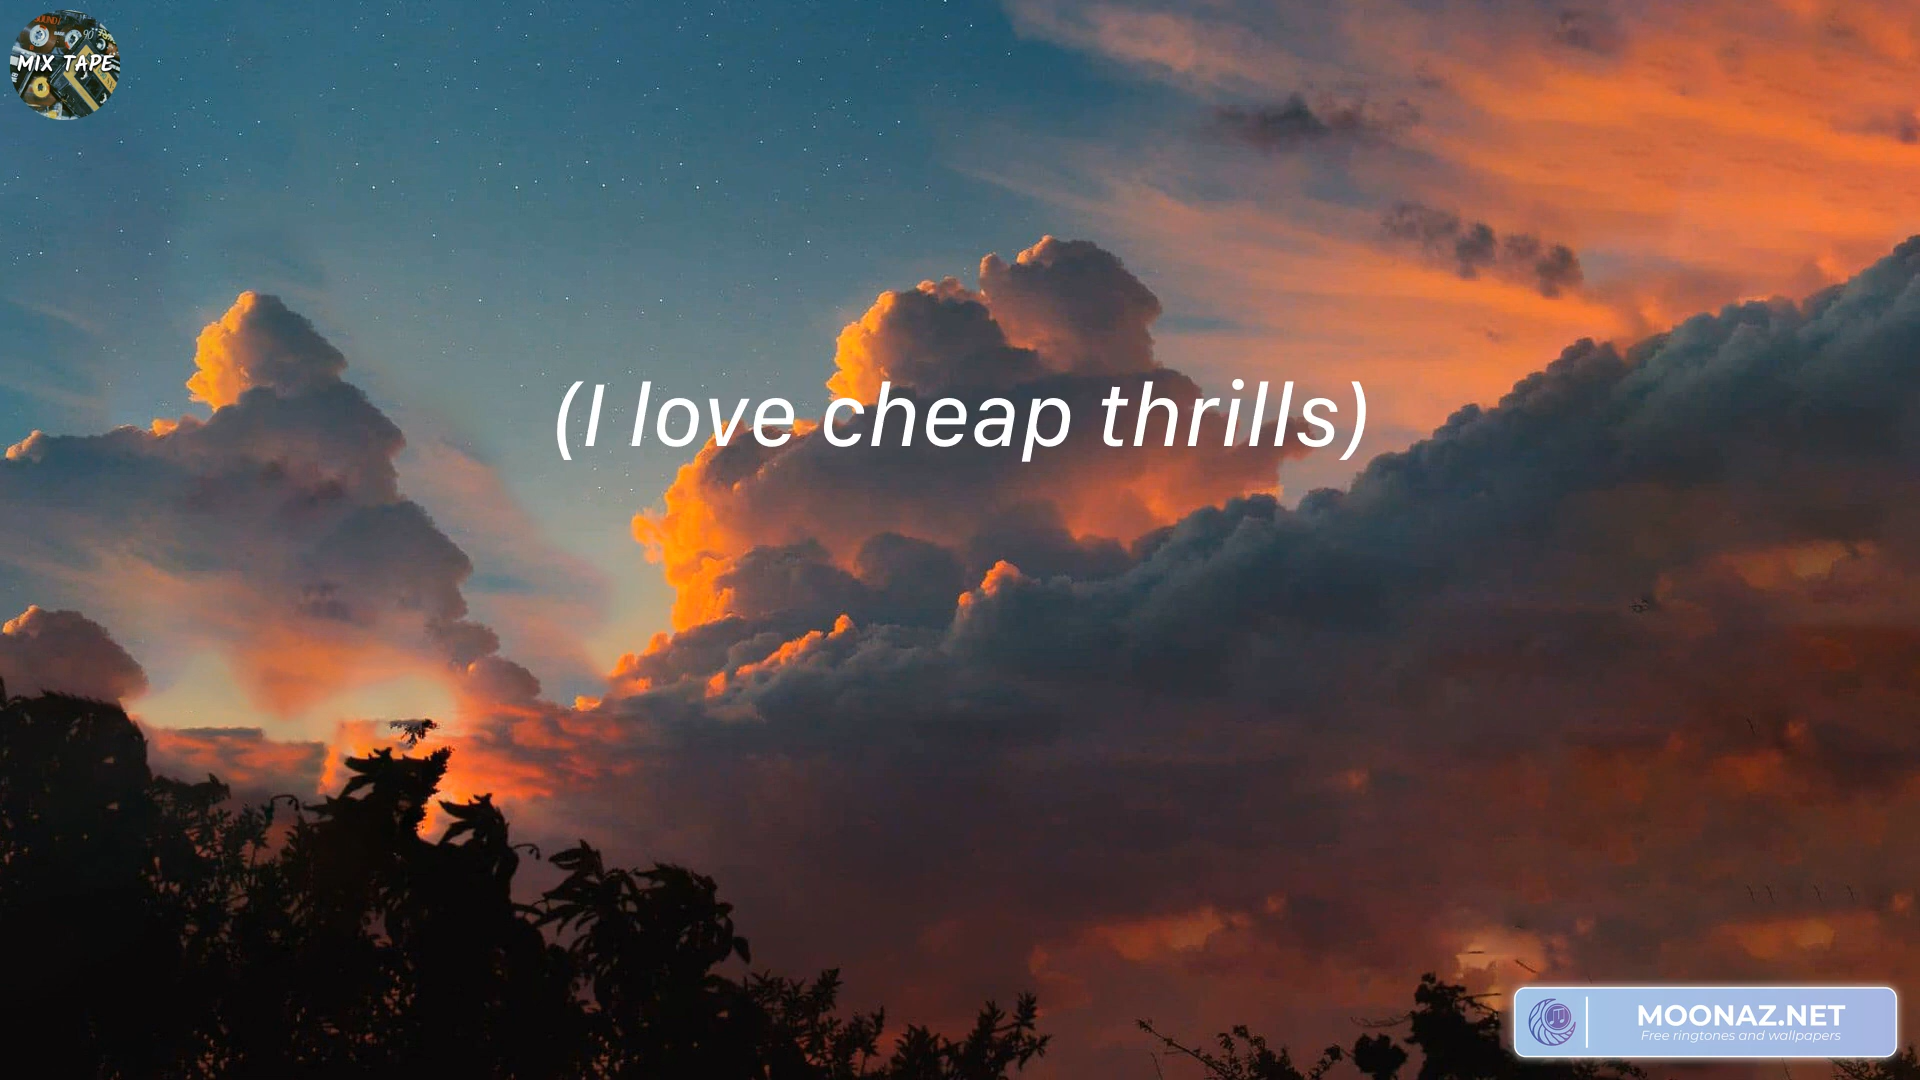 MIX TAPE
(I love cheap thrills)
MOONAZ.NET
Free ringtones and wallpapers